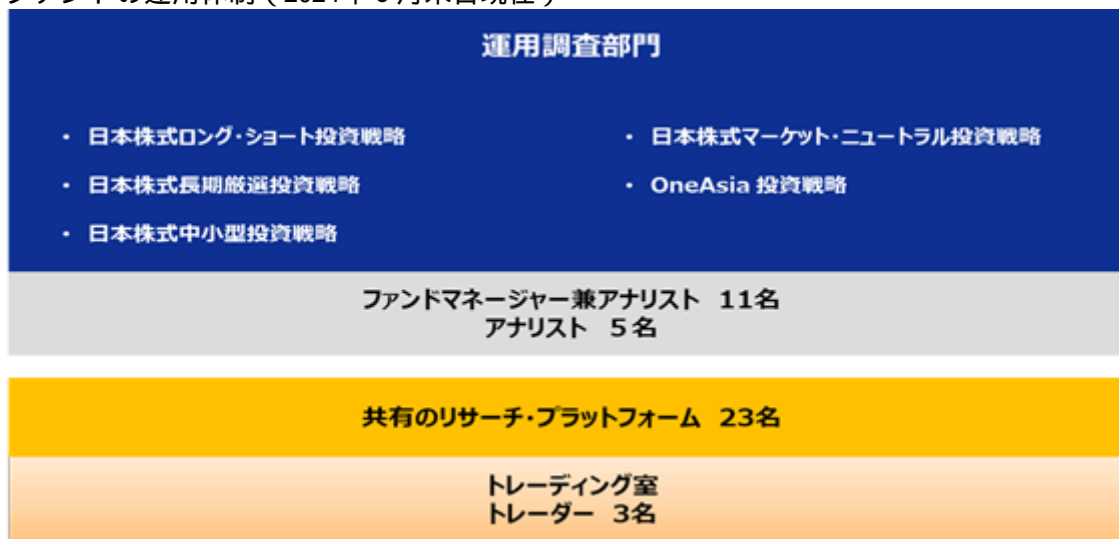 運用調査部門
・ 日本株式ロング・ショート投資戦略
・ 日本株式マーケット・ニュートラル投資戦略
・ 日本株式長期厳選投資戦略
・ OneAsia 投資戦略
・ 日本株式中小型投資戦略
ファンドマネージャー兼アナリスト 11名
アナリスト 5名
共有のリサーチ・プラットフォーム 23名
トレーディング室
トレーダー 3名